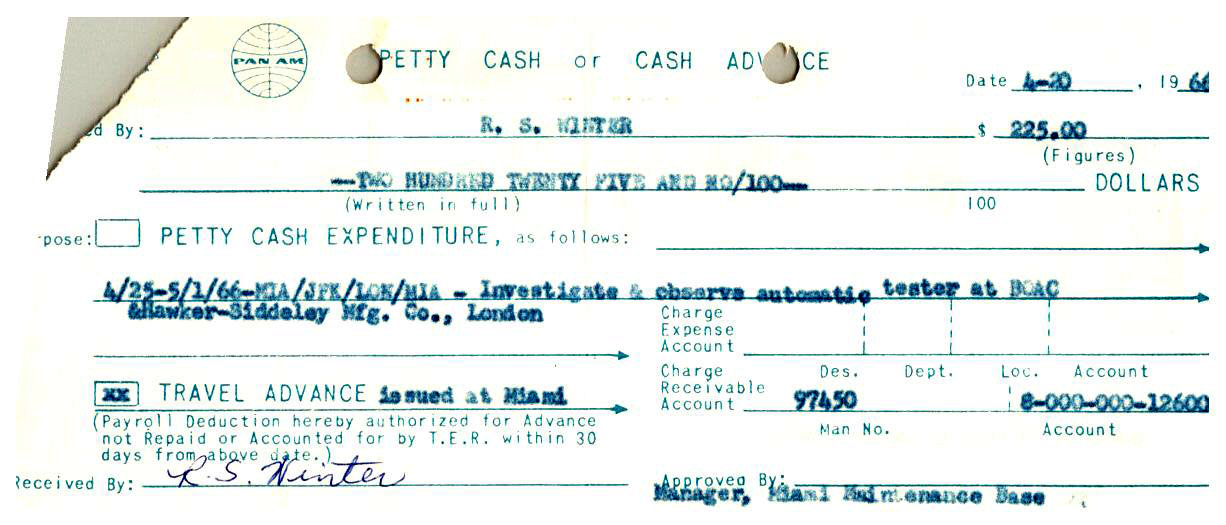 PAN AM
PETTY CASH or CASH ADV CE
Date 4-20, 1966
ed By: R. S. WINTER $ 225.00
(Figures)
--TWO HUNDRED TWENTY FIVE AND NO/100-- DOLLARS
(Written in full) 100
pose: PETTY CASH EXPENDITURE, as follows:
4/25-5/1/66-MIA/JFK/LON/MIA - Investigate & observe automatic tester at BOAC
&Hawker-Siddeley Mfg. Co., London
Charge
Expense
Account
Charge Des. Dept. Loc. Account
Receivable
Account 97450 8-000-000-12600
Man No. Account
XX TRAVEL ADVANCE issued at Miami
(Payroll Deduction hereby authorized for Advance
not Repaid or Accounted for by T.E.R. within 30
days from above date.)
Received By: R. S. Winter
Approved By:
Manager, Miami Maintenance Base